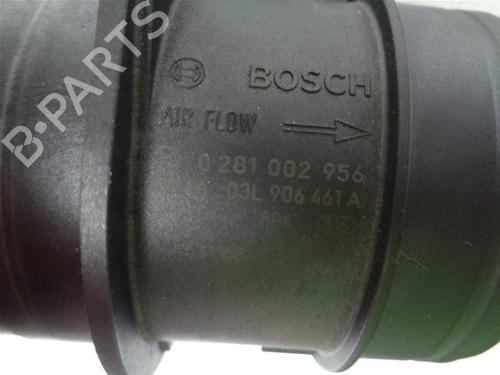 BOSCH
AIR FLOW
0 281 002 956
03L 906 461 A
B-PARTS